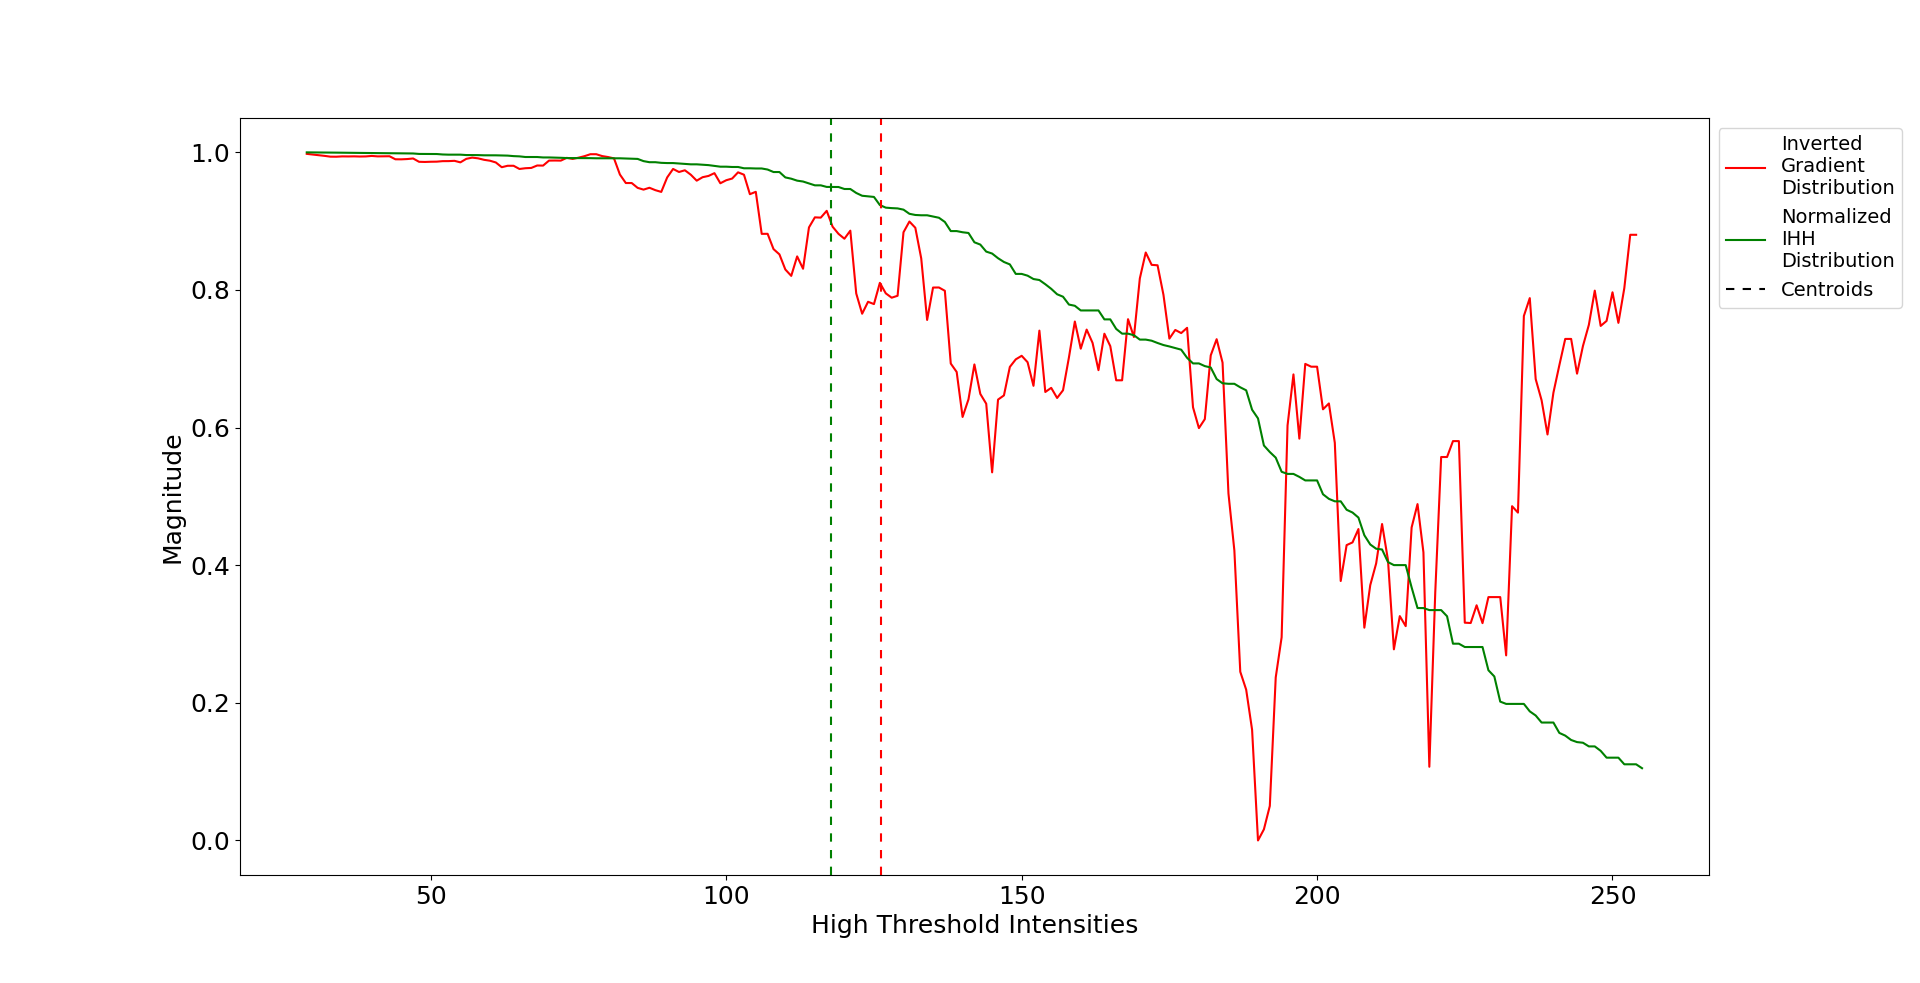 1.0
0.8
0.6
0.4
0.2
0.0
Magnitude
50
100
150
200
250
High Threshold Intensities
Inverted
Gradient
Distribution
Normalized
IHH
Distribution
Centroids